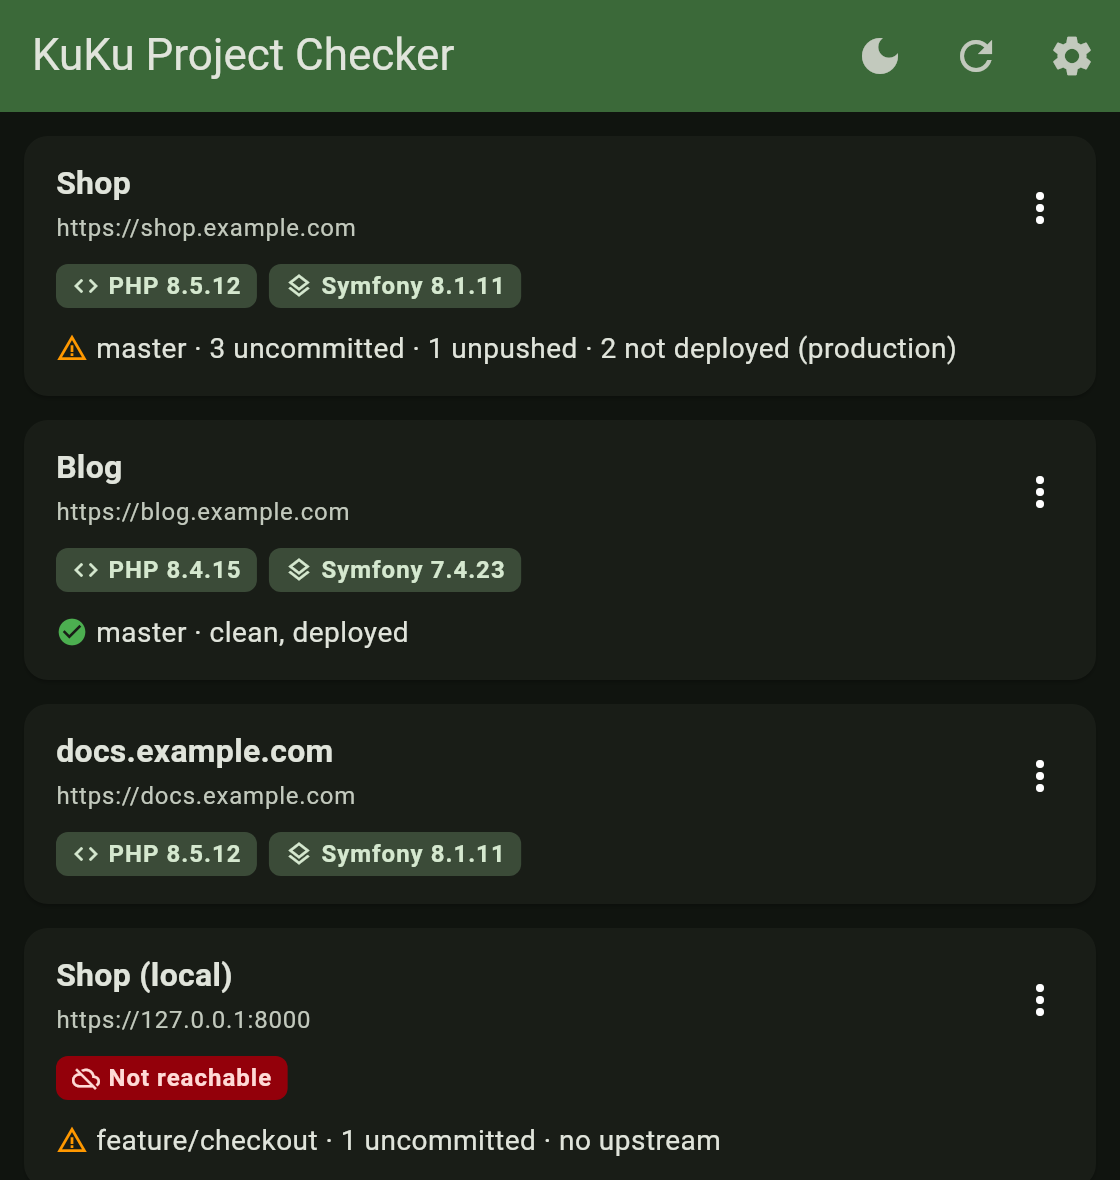 KuKu Project Checker
Shop
https://shop.example.com
PHP 8.5.12 Symfony 8.1.11
master · 3 uncommitted · 1 unpushed · 2 not deployed (production)
Blog
https://blog.example.com
PHP 8.4.15 Symfony 7.4.23
master · clean, deployed
docs.example.com
https://docs.example.com
PHP 8.5.12 Symfony 8.1.11
Shop (local)
https://127.0.0.1:8000
Not reachable
feature/checkout · 1 uncommitted · no upstream